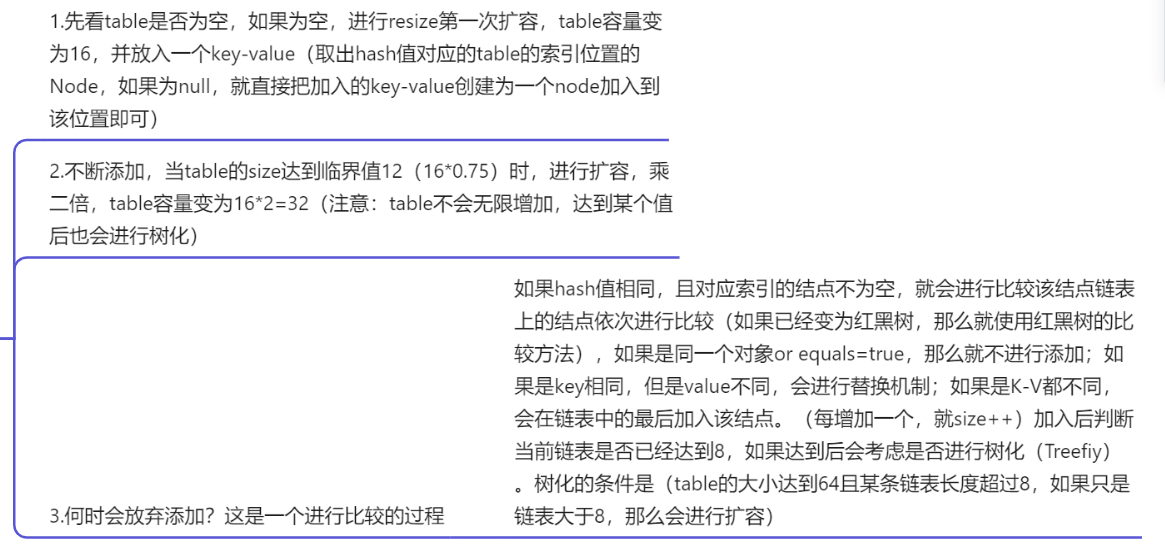 1.先看table是否为空，如果为空，进行resize第一次扩容，table容量变
为16，并放入一个key-value（取出hash值对应的table的索引位置的
Node，如果为null，就直接把加入的key-value创建为一个node加入到
该位置即可）
2.不断添加，当table的size达到临界值12（16*0.75）时，进行扩容，乘
二倍，table容量变为16*2=32（注意：table不会无限增加，达到某个值
后也会进行树化）
如果hash值相同，且对应索引的结点不为空，就会进行比较该结点链表
上的结点依次进行比较（如果已经变为红黑树，那么就使用红黑树的比
较方法），如果是同一个对象or equals=true，那么就不进行添加；如
果是key相同，但是value不同，会进行替换机制；如果是K-V都不同，
会在链表中的最后加入该结点。（每增加一个，就size++）加入后判断
当前链表是否已经达到8，如果达到后会考虑是否进行树化（Treefiy）
。树化的条件是（table的大小达到64且某条链表长度超过8，如果只是
链表大于8，那么会进行扩容）
3.何时会放弃添加？这是一个进行比较的过程